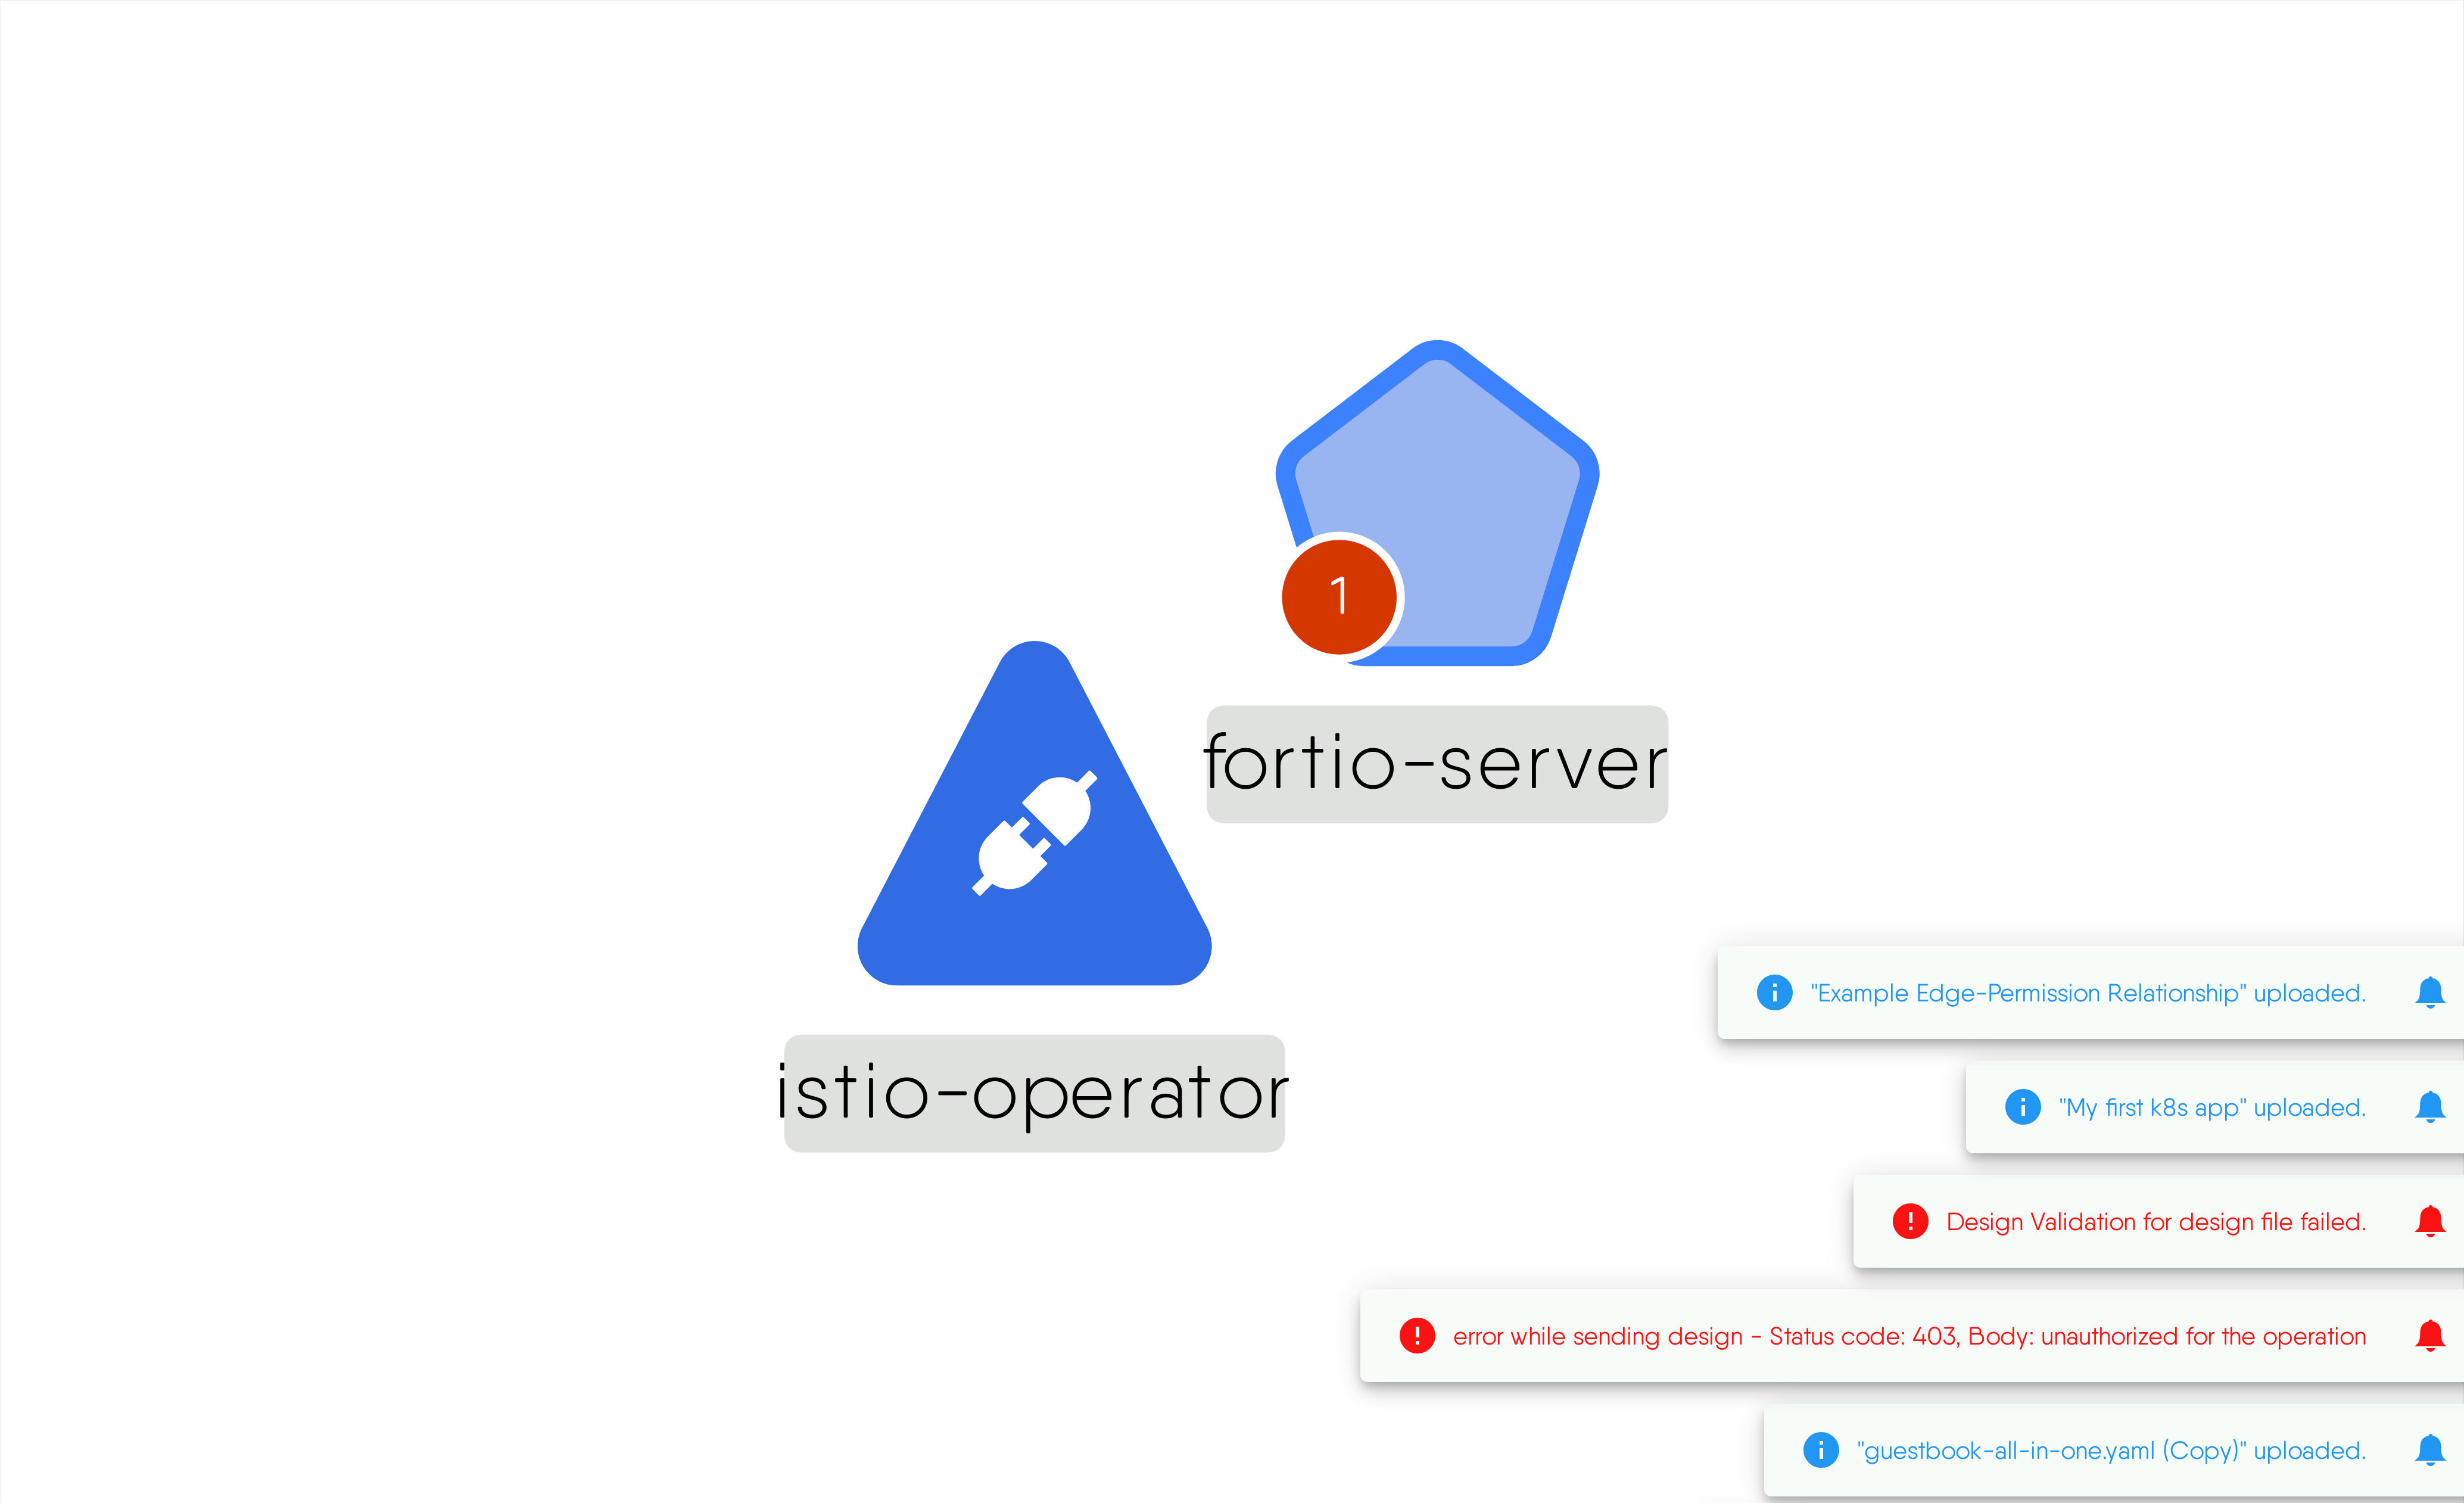 1
fortio-server
istio-operator
"Example Edge-Permission Relationship" uploaded.
"My first k8s app" uploaded.
Design Validation for design file failed.
error while sending design - Status code: 403, Body: unauthorized for the operation
"guestbook-all-in-one.yaml (Copy)" uploaded.